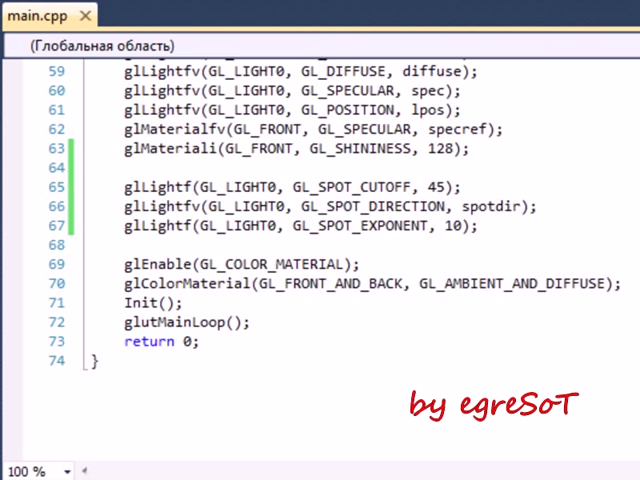 main.cpp
(Глобальная область)
59 glLightfv(GL_LIGHT0, GL_DIFFUSE, diffuse);
60 glLightfv(GL_LIGHT0, GL_SPECULAR, spec);
61 glLightfv(GL_LIGHT0, GL_POSITION, lpos);
62 glMaterialfv(GL_FRONT, GL_SPECULAR, specref);
63 glMateriali(GL_FRONT, GL_SHININESS, 128);
64
65 glLightf(GL_LIGHT0, GL_SPOT_CUTOFF, 45);
66 glLightfv(GL_LIGHT0, GL_SPOT_DIRECTION, spotdir);
67 glLightf(GL_LIGHT0, GL_SPOT_EXPONENT, 10);
68
69 glEnable(GL_COLOR_MATERIAL);
70 glColorMaterial(GL_FRONT_AND_BACK, GL_AMBIENT_AND_DIFFUSE);
71 Init();
72 glutMainLoop();
73 return 0;
74 }
by egreSoT
100 %